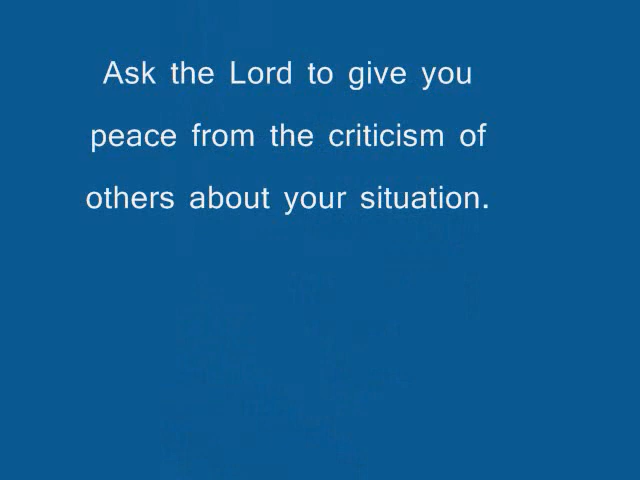 Ask the Lord to give you
peace from the criticism of
others about your situation.